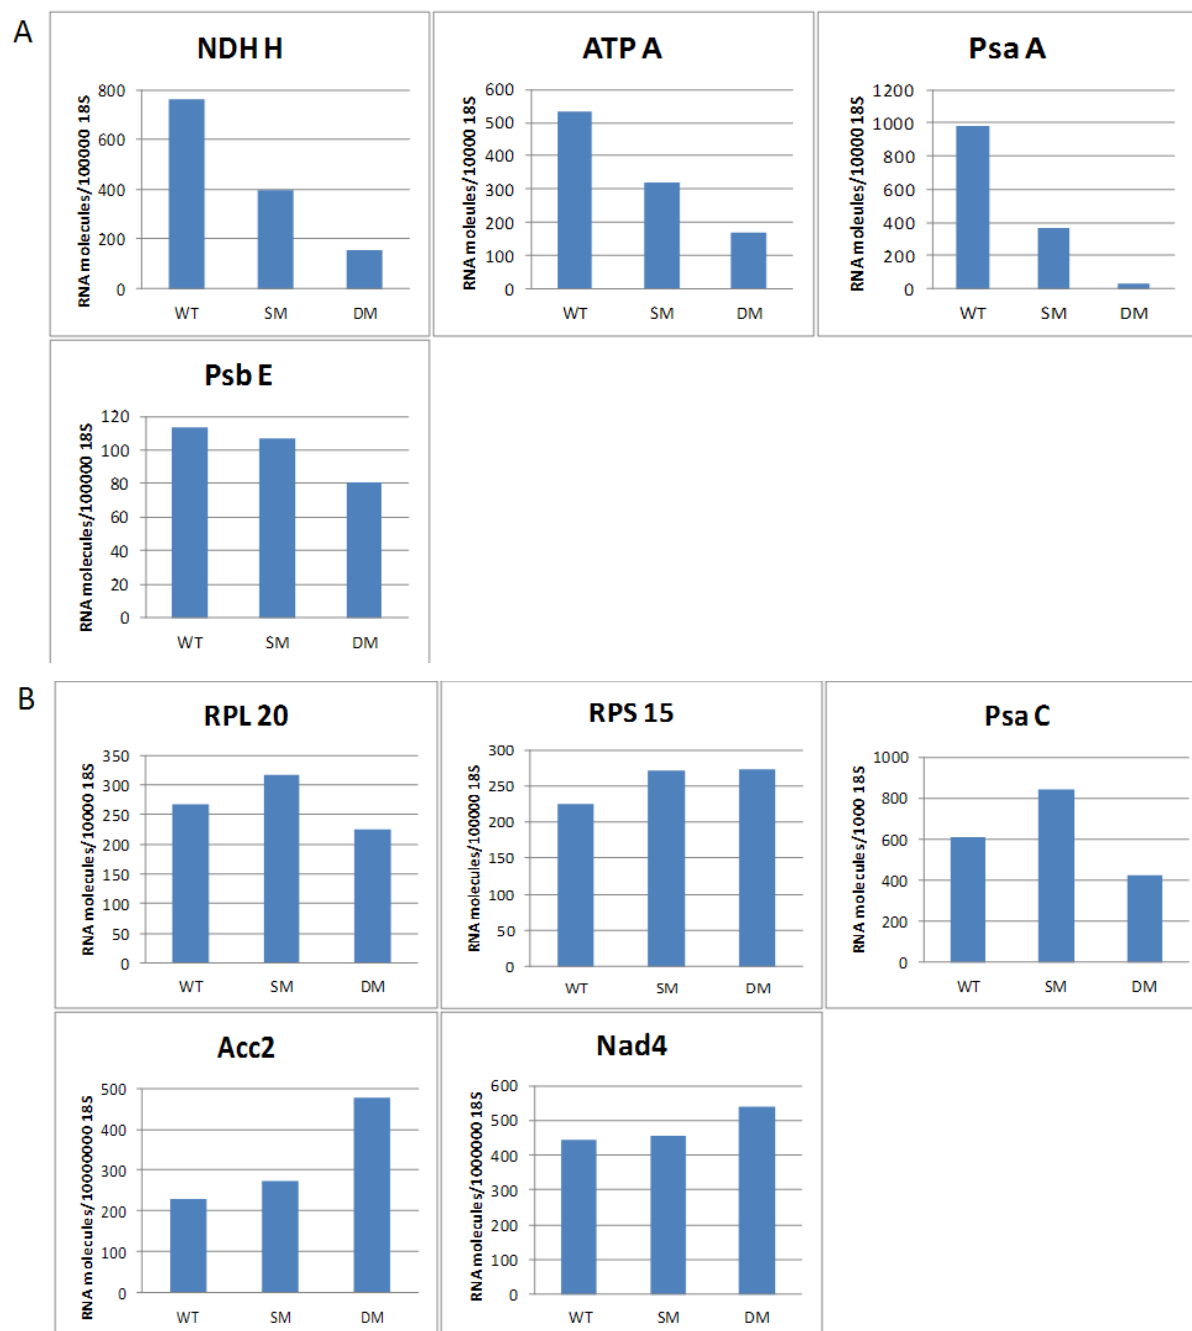 A
NDH H
RNA molecules/100000 18S
800
600
400
200
0
WT SM DM
ATP A
RNA moleules/10000 18S
600
500
400
300
200
100
0
WT SM DM
Psa A
RNA molecules/10000 18S
1200
1000
800
600
400
200
0
WT SM DM
Psb E
RNA molecules/100000 18S
120
100
80
60
40
20
0
WT SM DM
B
RPL 20
RNA molecules/10000 18S
350
300
250
200
150
100
50
0
WT SM DM
RPS 15
RNA molecules/100000 18S
300
250
200
150
100
50
0
WT SM DM
Psa C
RNA molecules/1000 18S
1000
800
600
400
200
0
WT SM DM
Acc2
RNA molecules/10000000 18S
500
400
300
200
100
0
WT SM DM
Nad4
RNA molecules/1000000 18S
600
500
400
300
200
100
0
WT SM DM